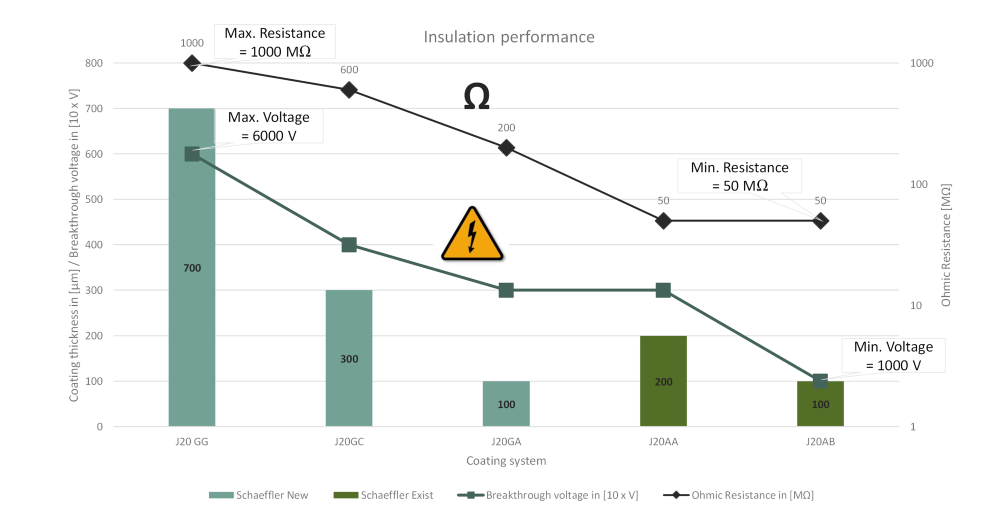 Insulation performance
Max. Resistance
= 1000 MΩ
Max. Voltage
= 6000 V
Min. Resistance
= 50 MΩ
Min. Voltage
= 1000 V
Ω
1000
600
200
50
50
Coating thickness in [µm] / Breakthrough voltage in [10 x V]
800
700
600
500
400
300
200
100
0
700
300
100
200
100
1000
100
10
1
Ohmic Resistance [MΩ]
J20 GG
J20GC
J20GA
J20AA
J20AB
Coating system
Schaeffler New
Schaeffler Exist
Breakthrough voltage in [10 x V]
Ohmic Resistance in [MΩ]